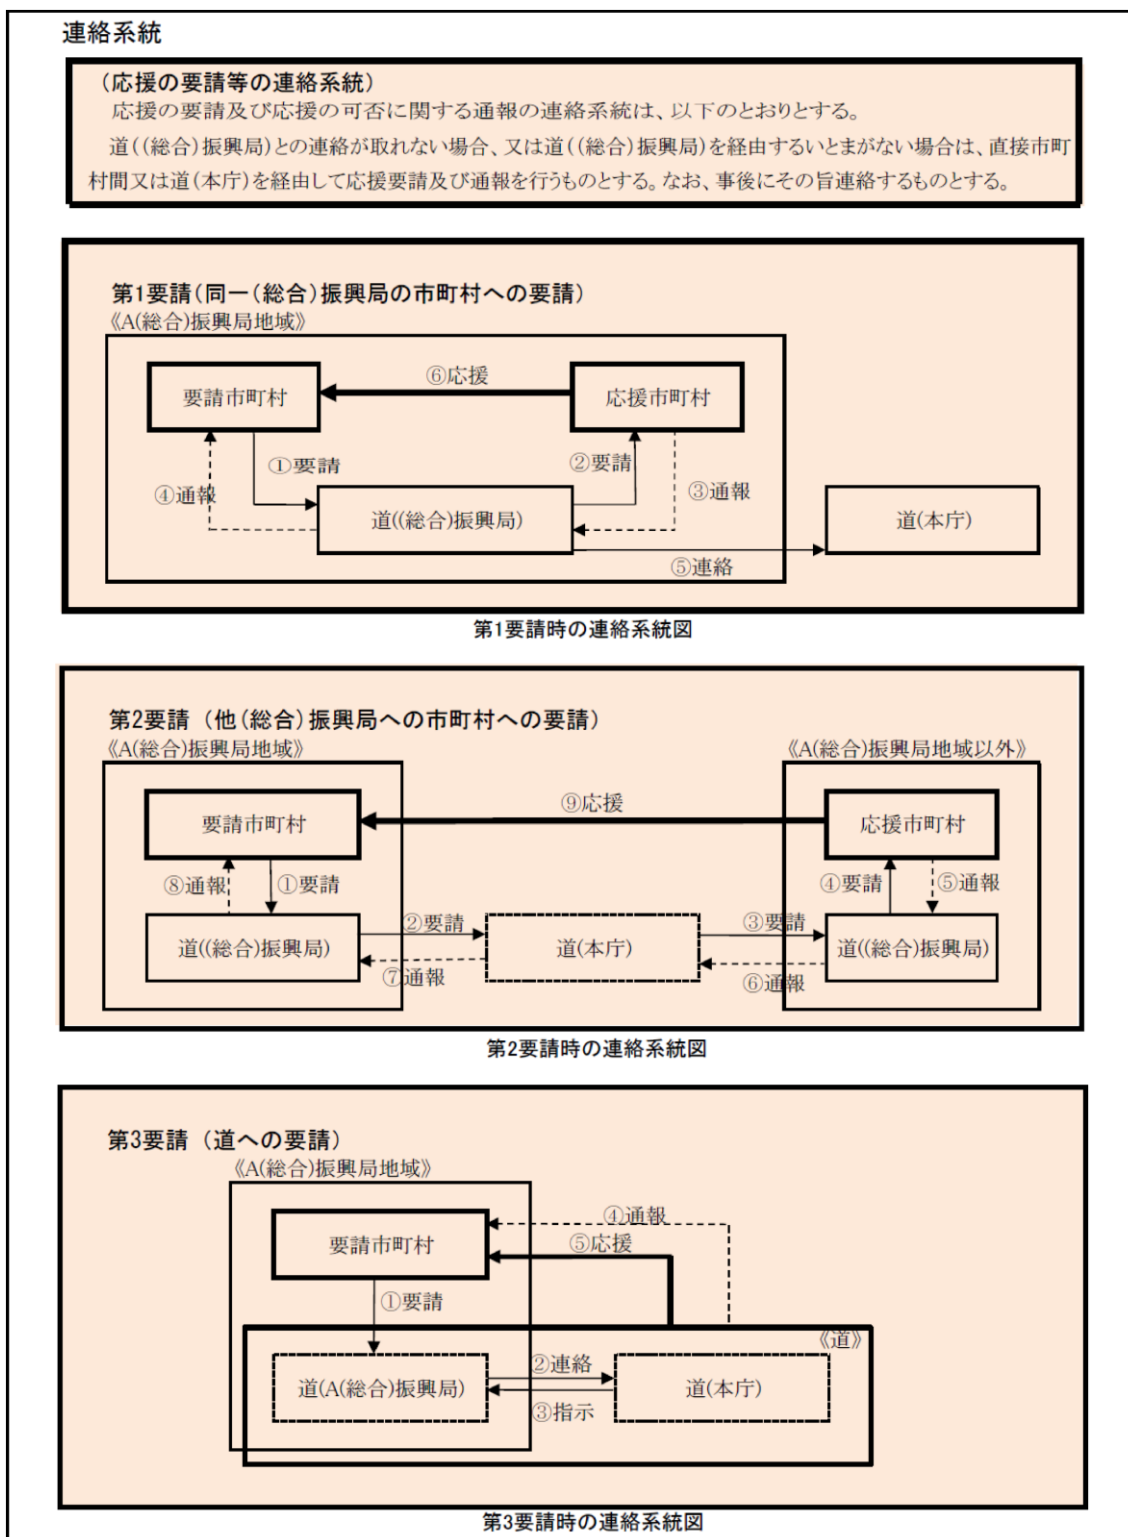 連絡系統
(応援の要請等の連絡系統)
応援の要請及び応援の可否に関する通報の連絡系統は、以下のとおりとする。
道((総合)振興局)との連絡が取れない場合、又は道((総合)振興局)を経由するいとまがない場合は、直接市町
村間又は道(本庁)を経由して応援要請及び通報を行うものとする。なお、事後にその旨連絡するものとする。
第1要請(同一(総合)振興局の市町村への要請)
《A(総合)振興局地域》
要請市町村
⑥応援
応援市町村
①要請
②要請
④通報
③通報
道((総合)振興局)
道(本庁)
⑤連絡
第1要請時の連絡系統図
第2要請 (他(総合)振興局への市町村への要請)
《A(総合)振興局地域》
《A(総合)振興局地域以外》
⑨応援
要請市町村
応援市町村
⑧通報
①要請
④要請
⑤通報
②要請
③要請
道((総合)振興局)
道(本庁)
道((総合)振興局)
⑦通報
⑥通報
第2要請時の連絡系統図
第3要請 (道への要請)
《A(総合)振興局地域》
④通報
要請市町村
⑤応援
①要請
《道》
②連絡
道(A(総合)振興局)
道(本庁)
③指示
第3要請時の連絡系統図